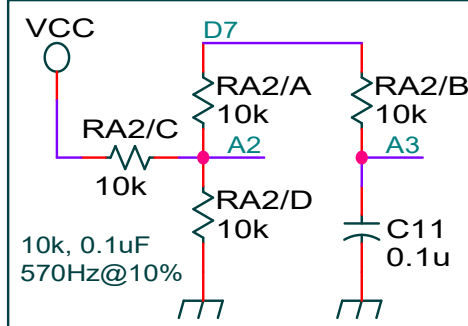 VCC
D7
RA2/A
10k
RA2/B
10k
RA2/C
10k
A2
A3
RA2/D
10k
C11
0.1u
10k, 0.1uF
570Hz@10%